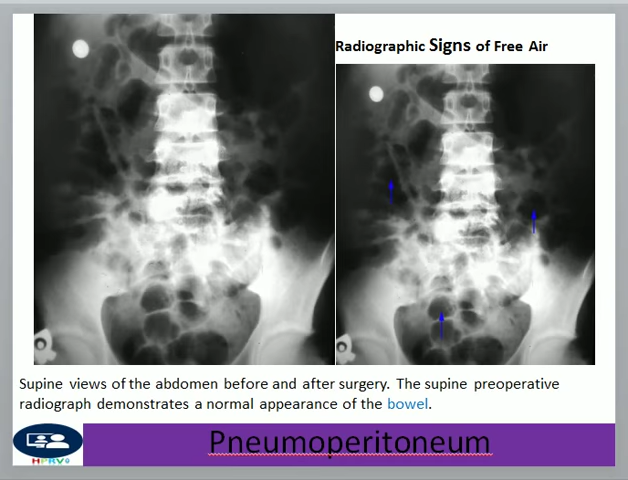 Radiographic Signs of Free Air
Supine views of the abdomen before and after surgery. The supine preoperative
radiograph demonstrates a normal appearance of the bowel.
Pneumoperitoneum
HPRV